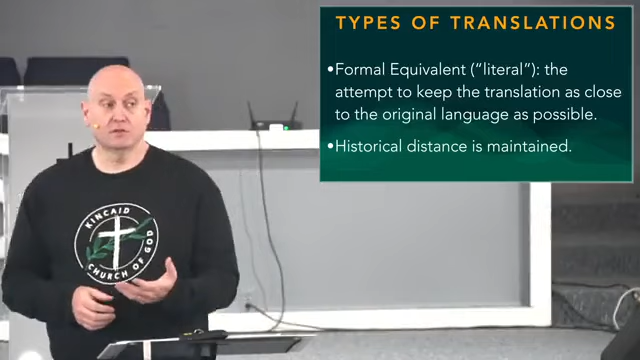 TYPES OF TRANSLATIONS
•Formal Equivalent (“literal”): the
attempt to keep the translation as close
to the original language as possible.
•Historical distance is maintained.
KINCAID
CHURCH OF GOD